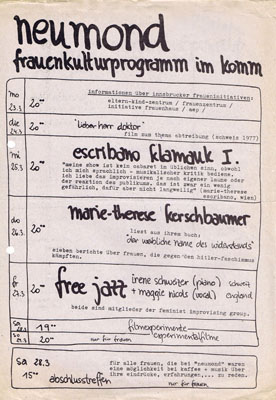 neumond
frauenkulturprogramm im komm
mo 23.3 20°° informationen über innsbrucker fraueninitiativen:
eltern-kind-zentrum / frauenzentrum /
initiative frauenhaus / aep /
die 24.3 20°° "lieber herr doktor"
film zum thema abtreibung (schweiz 1977)
mi 25.3 20°° escribano filamauk I.
"meine show ist kein cabaret im üblichen sinn, obwohl
ich mich sprachlich - musikalischer kritik bediene.
ich liebe das improvisieren je nach eigener laune oder
der reaktion des publikums, das ist zwar ein wenig
gefährlich, dafür aber nicht langweilig" (marie-therese
escribano, wien)
do 26.3 20°° marie-therese kerschbaumer
liest aus ihrem buch:
"der weibliche name des widerstands"
sieben berichte über frauen, die gegen den hitler-faschismus
kämpften.
fr 27.3 20°° free jazz irene schweizer (piano) schweiz
+ maggie nicols (vocal) england
beide sind mitglieder der feminist improvising group.
sa 28.3 19°° filmexperimente-
so 29.3 20°° nur für frauen experimentalfilme
sa 28.3 für alle frauen, die bei "neumond" waren
15°° eine möglichkeit bei kaffee + musik über
abschlusstreffen ihre eindrücke, erfahrungen,... zu reden.
nur für frauen